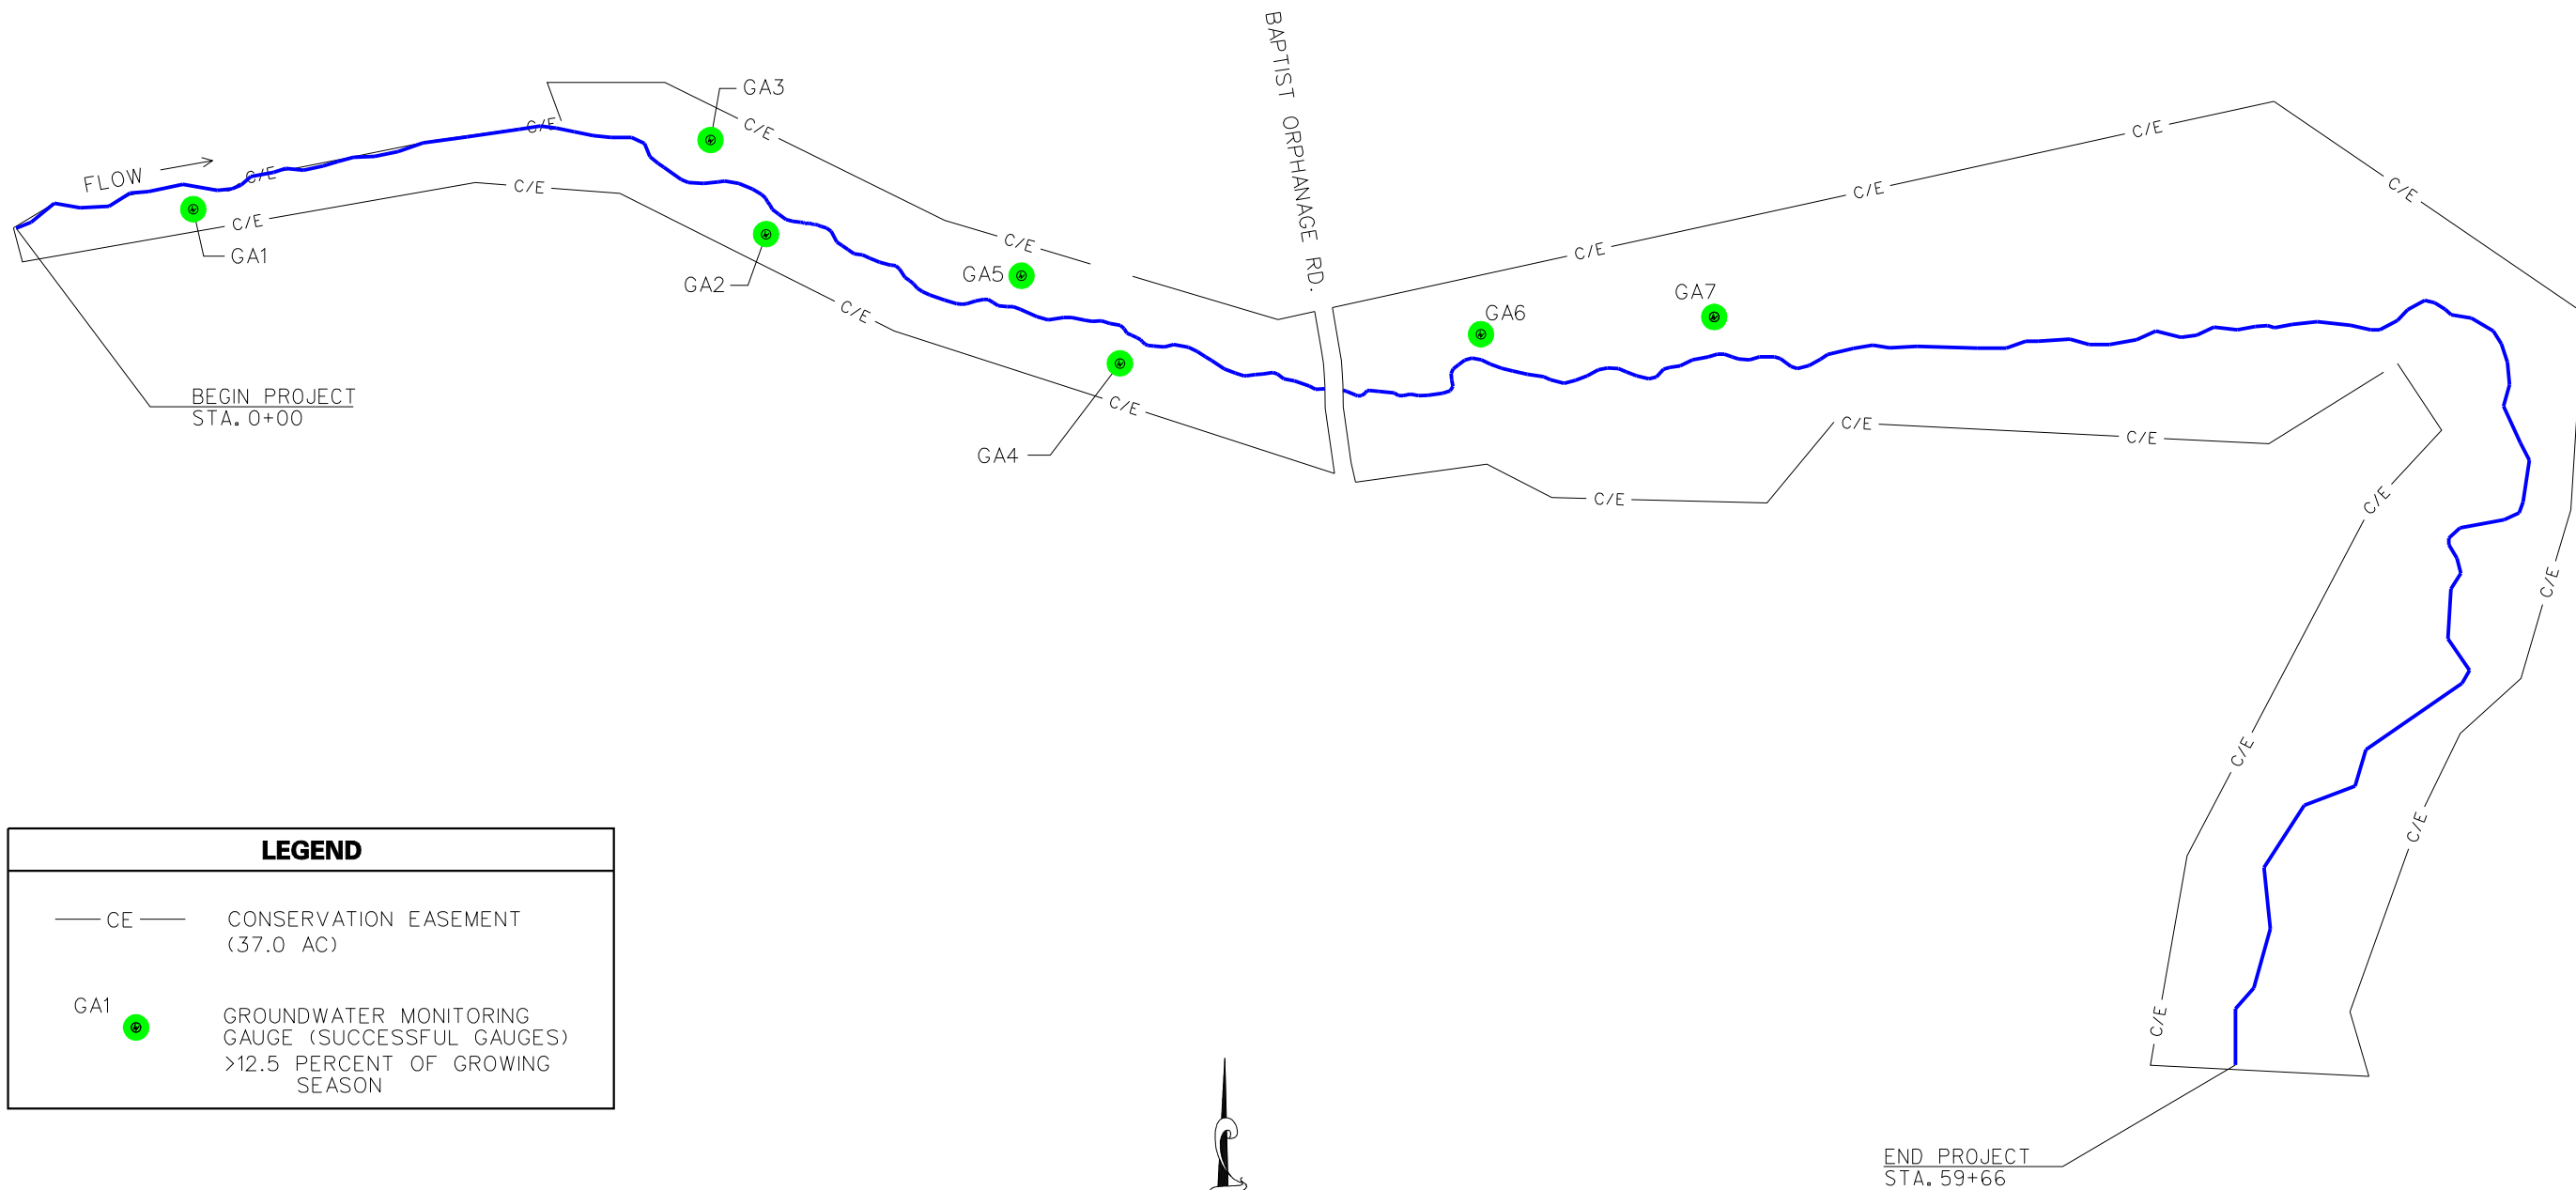 BAPTIST ORPHANAGE RD.
GA3
C/E
C/E
C/E
C/E
C/E
FLOW
C/E
C/E
C/E
C/E
GA1
GA2
GA5
C/E
C/E
GA7
GA6
C/E
GA4
BEGIN PROJECT
STA. 0+00
C/E
C/E
C/E
C/E
C/E
C/E
C/E
LEGEND
CE
CONSERVATION EASEMENT
(37.0 AC)
GA1
GROUNDWATER MONITORING
GAUGE (SUCCESSFUL GAUGES)
>12.5 PERCENT OF GROWING
SEASON
C/E
END PROJECT
STA. 59+66